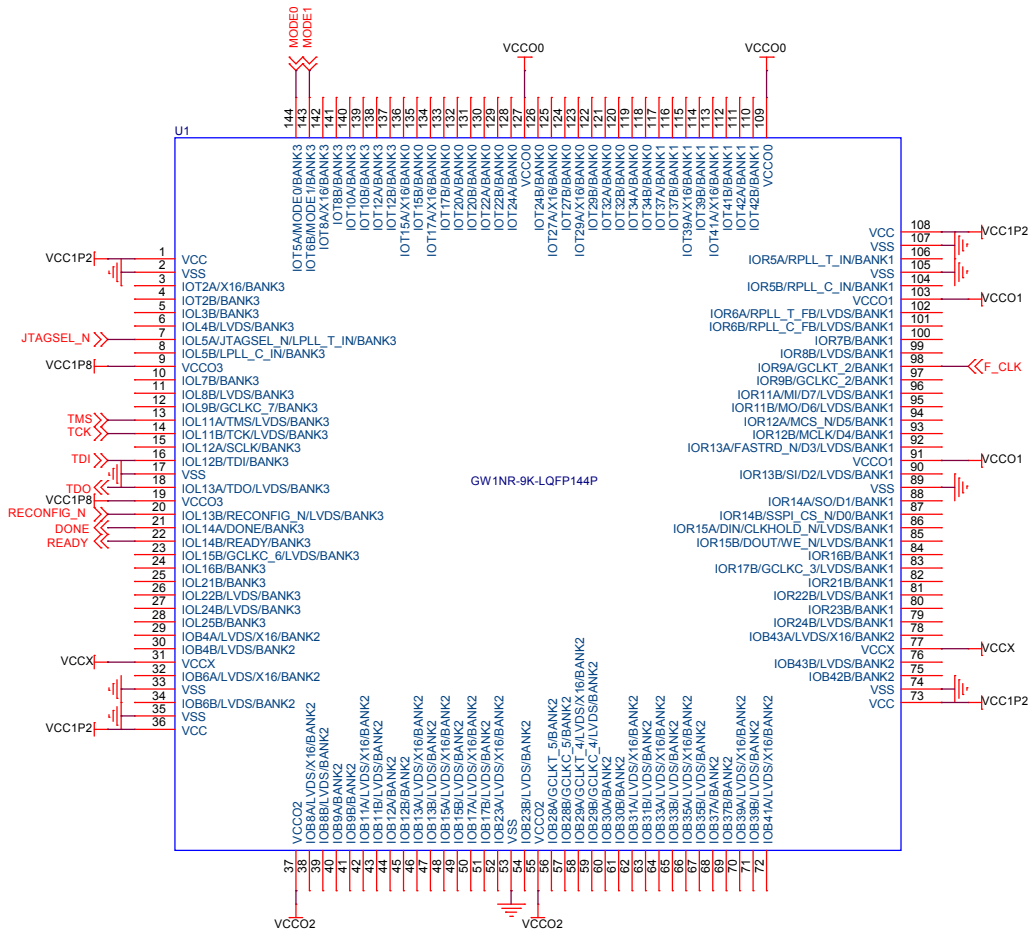 MODE0
MODE1
VCCO0
VCCO0
144
143
142
141
140
139
138
137
136
135
134
133
132
131
130
129
128
127
126
125
124
123
122
121
120
119
118
117
116
115
114
113
112
111
110
109
U1
IOT5A/MODE0/BANK3
IOT6B/MODE1/BANK3
IOT8A/X16/BANK3
IOT8B/BANK3
IOT10A/BANK3
IOT10B/BANK3
IOT12A/BANK3
IOT12B/BANK3
IOT15A/X16/BANK0
IOT15B/BANK0
IOT17A/X16/BANK0
IOT17B/BANK0
IOT20A/BANK0
IOT20B/BANK0
IOT22A/BANK0
IOT22B/BANK0
IOT24A/BANK0
VCCO0
IOT24B/BANK0
IOT27A/X16/BANK0
IOT27B/BANK0
IOT29A/X16/BANK0
IOT29B/BANK0
IOT32A/BANK0
IOT32B/BANK0
IOT34A/BANK0
IOT34B/BANK0
IOT37A/BANK1
IOT37B/BANK1
IOT39A/X16/BANK1
IOT39B/BANK1
IOT41A/X16/BANK1
IOT41B/BANK1
IOT42A/BANK1
IOT42B/BANK1
VCCO0
VCC1P2 1 VCC
2 VSS
3 IOT2A/X16/BANK3
4 IOT2B/BANK3
5 IOL3B/BANK3
6 IOL4B/LVDS/BANK3
JTAGSEL_N 7 IOL5A/JTAGSEL_N/LPLL_T_IN/BANK3
8 IOL5B/LPLL_C_IN/BANK3
VCC1P8 9 VCCO3
10 IOL7B/BANK3
11 IOL8B/LVDS/BANK3
12 IOL9B/GCLKC_7/BANK3
TMS 13 IOL11A/TMS/LVDS/BANK3
TCK 14 IOL11B/TCK/LVDS/BANK3
15 IOL12A/SCLK/BANK3
TDI 16 IOL12B/TDI/BANK3
17 VSS
TDO 18 IOL13A/TDO/LVDS/BANK3
VCC1P8 19 VCCO3
RECONFIG_N 20 IOL13B/RECONFIG_N/LVDS/BANK3
DONE 21 IOL14A/DONE/BANK3
READY 22 IOL14B/READY/BANK3
23 IOL15B/GCLKC_6/LVDS/BANK3
24 IOL16B/BANK3
25 IOL21B/BANK3
26 IOL22B/LVDS/BANK3
27 IOL24B/LVDS/BANK3
28 IOL25B/BANK3
29 IOB4A/LVDS/X16/BANK2
30 IOB4B/LVDS/BANK2
VCCX 31 VCCX
32 IOB6A/LVDS/X16/BANK2
33 VSS
34 IOB6B/LVDS/BANK2
35 VSS
VCC1P2 36 VCC
GW1NR-9K-LQFP144P
VCC 108 VCC1P2
VSS 107
IOR5A/RPLL_T_IN/BANK1 106
VSS 105
IOR5B/RPLL_C_IN/BANK1 104
VCCO1 103 VCCO1
IOR6A/RPLL_T_FB/LVDS/BANK1 102
IOR6B/RPLL_C_FB/LVDS/BANK1 101
IOR7B/BANK1 100
IOR8B/LVDS/BANK1 99
IOR9A/GCLKT_2/BANK1 98 F_CLK
IOR9B/GCLKC_2/BANK1 97
IOR11A/MI/D7/LVDS/BANK1 96
IOR11B/MO/D6/LVDS/BANK1 95
IOR12A/MCS_N/D5/BANK1 94
IOR12B/MCLK/D4/BANK1 93
IOR13A/FASTRD_N/D3/LVDS/BANK1 92
VCCO1 91 VCCO1
IOR13B/SI/D2/LVDS/BANK1 90
VSS 89
IOR14A/SO/D1/BANK1 88
IOR14B/SSPI_CS_N/D0/BANK1 87
IOR15A/DIN/CLKHOLD_N/LVDS/BANK1 86
IOR15B/DOUT/WE_N/LVDS/BANK1 85
IOR16B/BANK1 84
IOR17B/GCLKC_3/LVDS/BANK1 83
IOR21B/BANK1 82
IOR22B/LVDS/BANK1 81
IOR23B/BANK1 80
IOR24B/LVDS/BANK1 79
IOB43A/LVDS/X16/BANK2 78
VCCX 77 VCCX
IOB43B/LVDS/BANK2 76
IOB42B/BANK2 75
VSS 74
VCC 73 VCC1P2
VCCO2
IOB8A/LVDS/X16/BANK2
IOB8B/LVDS/BANK2
IOB9A/BANK2
IOB9B/BANK2
IOB11A/LVDS/X16/BANK2
IOB11B/LVDS/BANK2
IOB12A/BANK2
IOB12B/BANK2
IOB13A/LVDS/X16/BANK2
IOB13B/LVDS/BANK2
IOB15A/LVDS/X16/BANK2
IOB15B/LVDS/BANK2
IOB17A/LVDS/X16/BANK2
IOB17B/LVDS/BANK2
IOB23A/LVDS/X16/BANK2
VSS
IOB23B/LVDS/BANK2
VCCO2
IOB28A/GCLKT_5/BANK2
IOB28B/GCLKC_5/BANK2
IOB29A/GCLKT_4/LVDS/X16/BANK2
IOB29B/GCLKC_4/LVDS/BANK2
IOB30A/BANK2
IOB30B/BANK2
IOB31A/LVDS/X16/BANK2
IOB31B/LVDS/BANK2
IOB33A/LVDS/X16/BANK2
IOB33B/LVDS/BANK2
IOB35A/LVDS/X16/BANK2
IOB35B/LVDS/BANK2
IOB37A/BANK2
IOB37B/BANK2
IOB39A/LVDS/X16/BANK2
IOB39B/LVDS/BANK2
IOB41A/LVDS/X16/BANK2
37
38
39
40
41
42
43
44
45
46
47
48
49
50
51
52
53
54
55
56
57
58
59
60
61
62
63
64
65
66
67
68
69
70
71
72
VCCO2
VCCO2